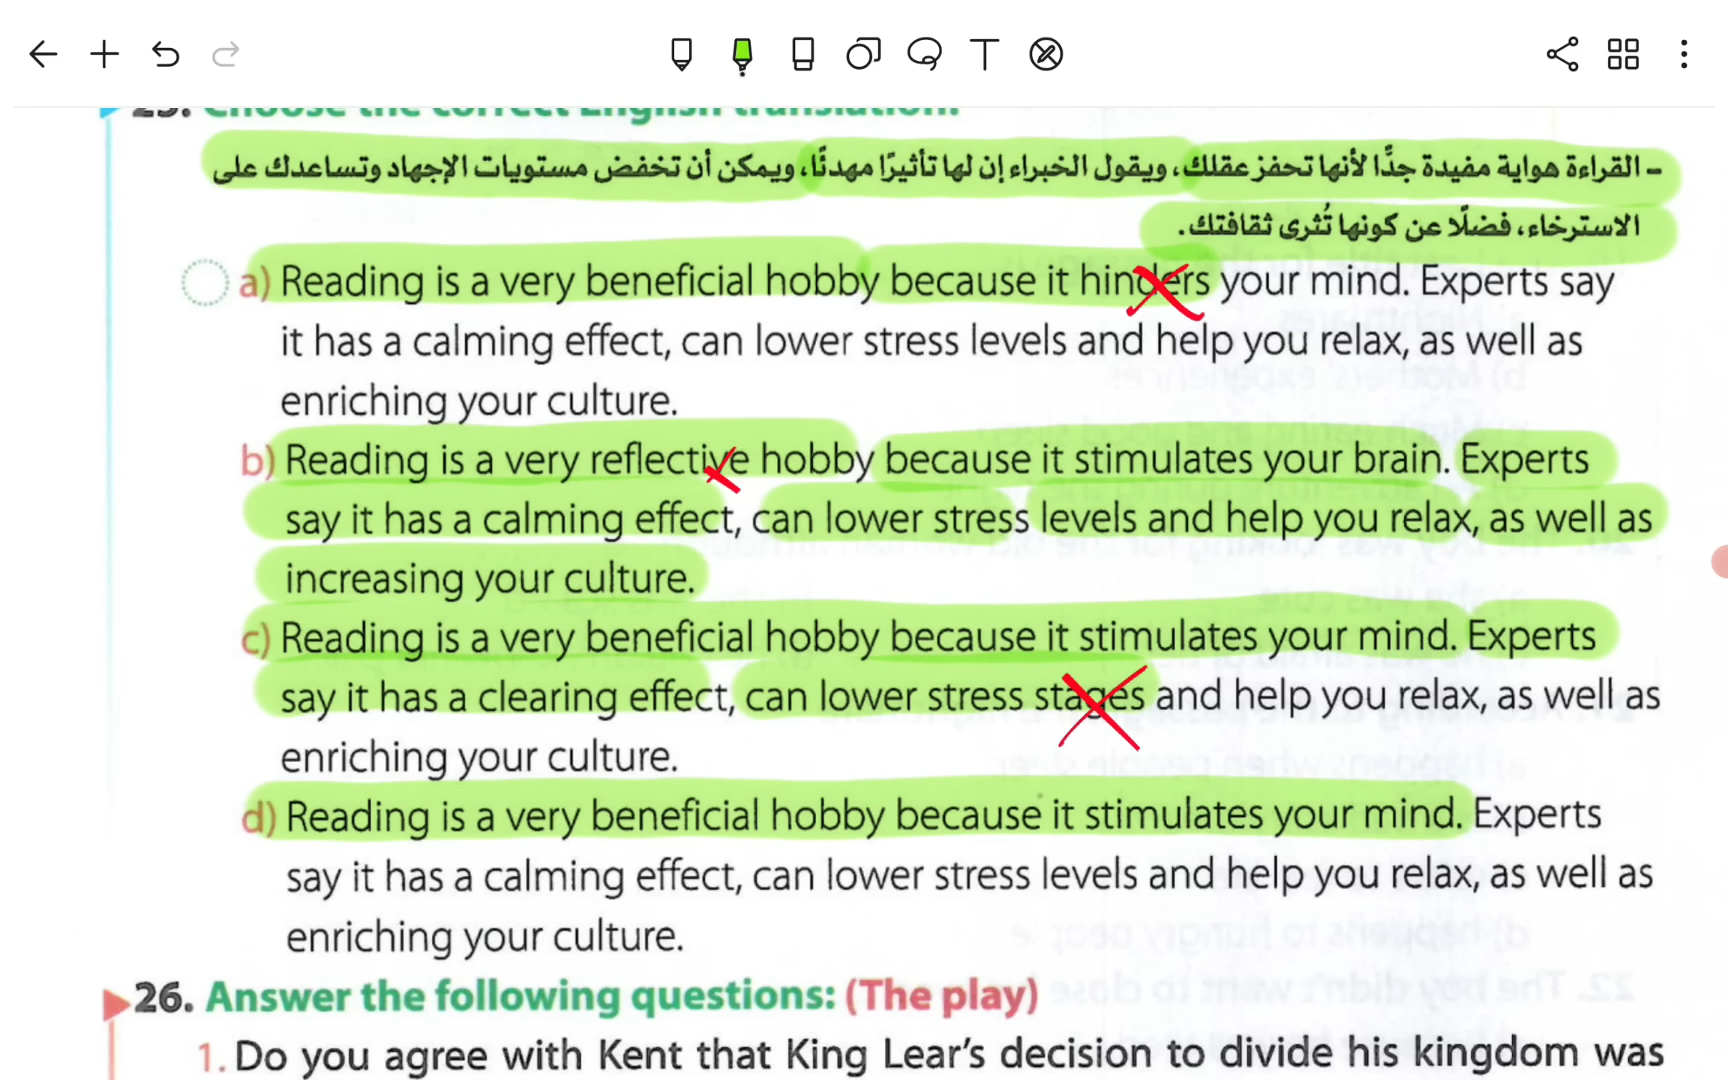 25. Choose the correct English translation:
- القراءة هواية مفيدة جدًّا لأنها تحفز عقلك، ويقول الخبراء إن لها تأثيرًا مهدئًا، ويمكن أن تخفض مستويات الإجهاد وتساعدك على
الاسترخاء، فضلًا عن كونها تُثرى ثقافتك.
a) Reading is a very beneficial hobby because it hinders your mind. Experts say
it has a calming effect, can lower stress levels and help you relax, as well as
enriching your culture.
b) Reading is a very reflective hobby because it stimulates your brain. Experts
say it has a calming effect, can lower stress levels and help you relax, as well as
increasing your culture.
c) Reading is a very beneficial hobby because it stimulates your mind. Experts
say it has a clearing effect, can lower stress stages and help you relax, as well as
enriching your culture.
d) Reading is a very beneficial hobby because it stimulates your mind. Experts
say it has a calming effect, can lower stress levels and help you relax, as well as
enriching your culture.
26. Answer the following questions: (The play)
1. Do you agree with Kent that King Lear's decision to divide his kingdom was